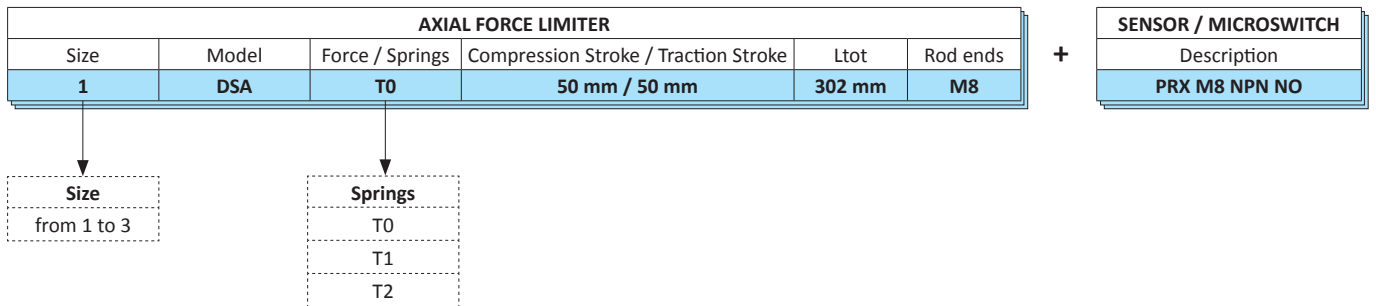 AXIAL FORCE LIMITER
Size Model Force / Springs Compression Stroke / Traction Stroke Ltot Rod ends
1 DSA T0 50 mm / 50 mm 302 mm M8
+
SENSOR / MICROSWITCH
Description
PRX M8 NPN NO
Size
from 1 to 3
Springs
T0
T1
T2